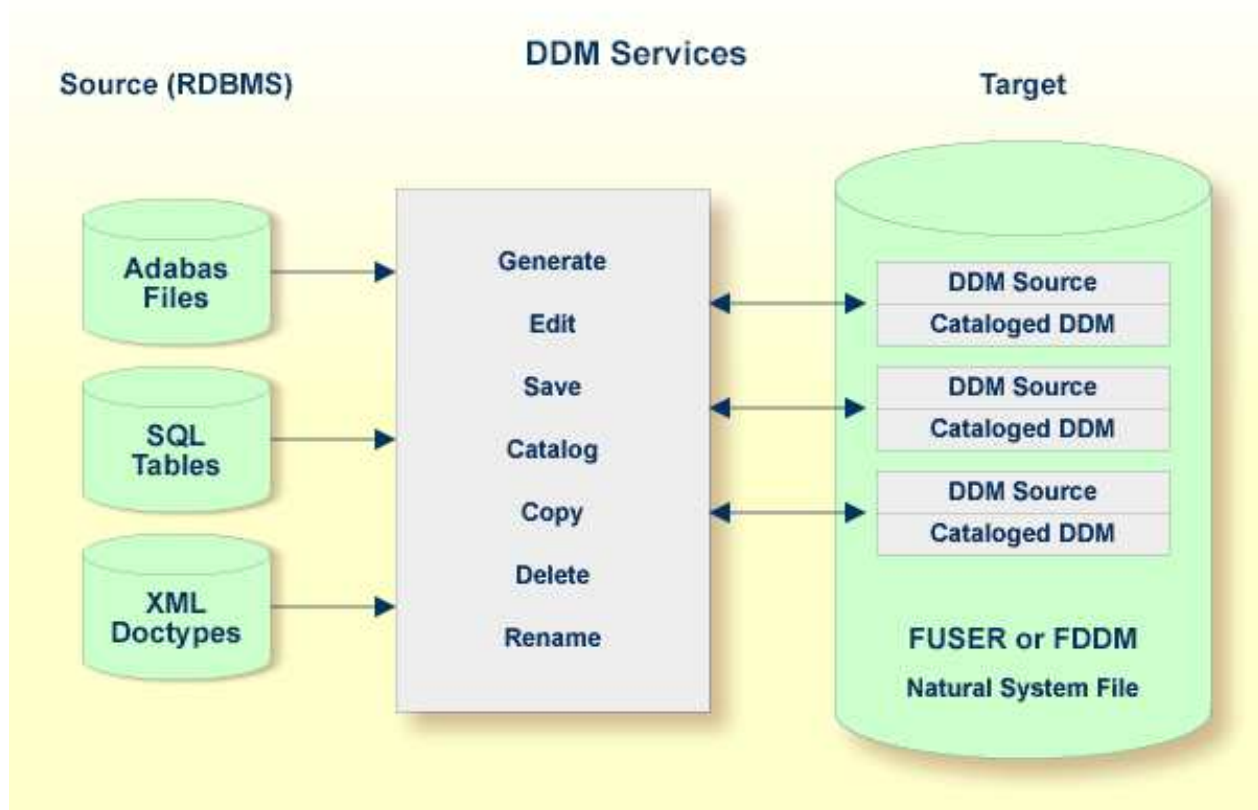 DDM Services
Source (RDBMS)
Target
Adabas
Files
SQL
Tables
XML
Doctypes
Generate
Edit
Save
Catalog
Copy
Delete
Rename
DDM Source
Cataloged DDM
DDM Source
Cataloged DDM
DDM Source
Cataloged DDM
FUSER or FDDM
Natural System File